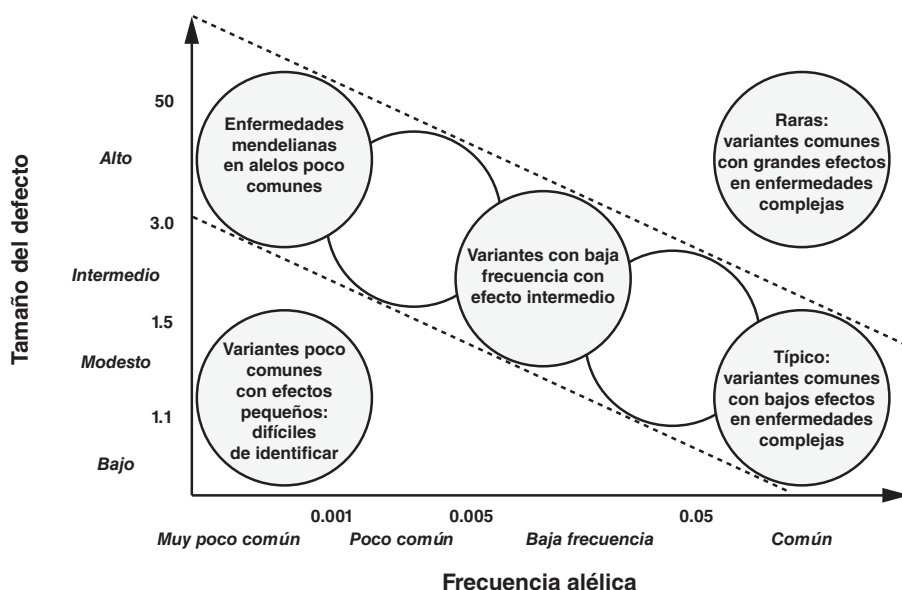 50
Alto
3.0
Intermedio
1.5
Modesto
1.1
Bajo
Tamaño del defecto
Enfermedades
mendelianas
en alelos poco
comunes
Raras:
variantes comunes
con grandes efectos
en enfermedades
complejas
Variantes con baja
frecuencia con
efecto intermedio
Variantes poco
comunes
con efectos
pequeños:
difíciles
de identificar
Típico:
variantes comunes
con bajos efectos
en enfermedades
complejas
0.001
0.005
0.05
Muy poco común
Poco común
Baja frecuencia
Común
Frecuencia alélica